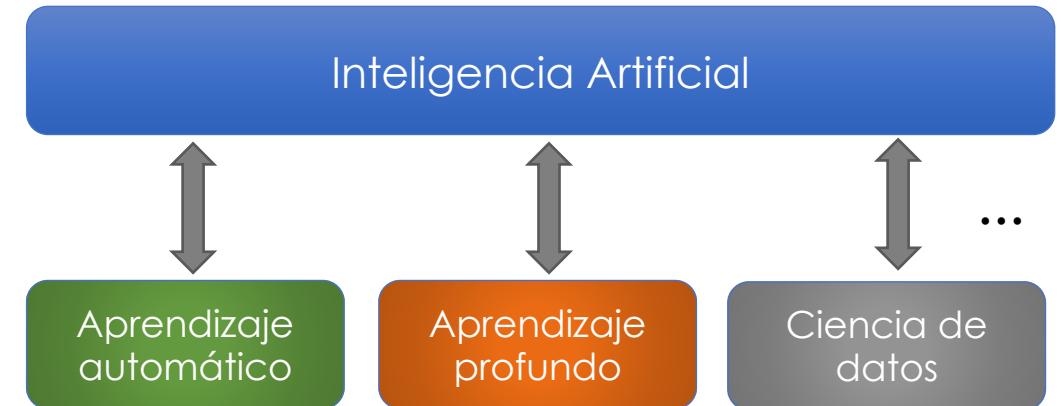 Inteligencia Artificial
...
Aprendizaje
automático
Aprendizaje
profundo
Ciencia de
datos